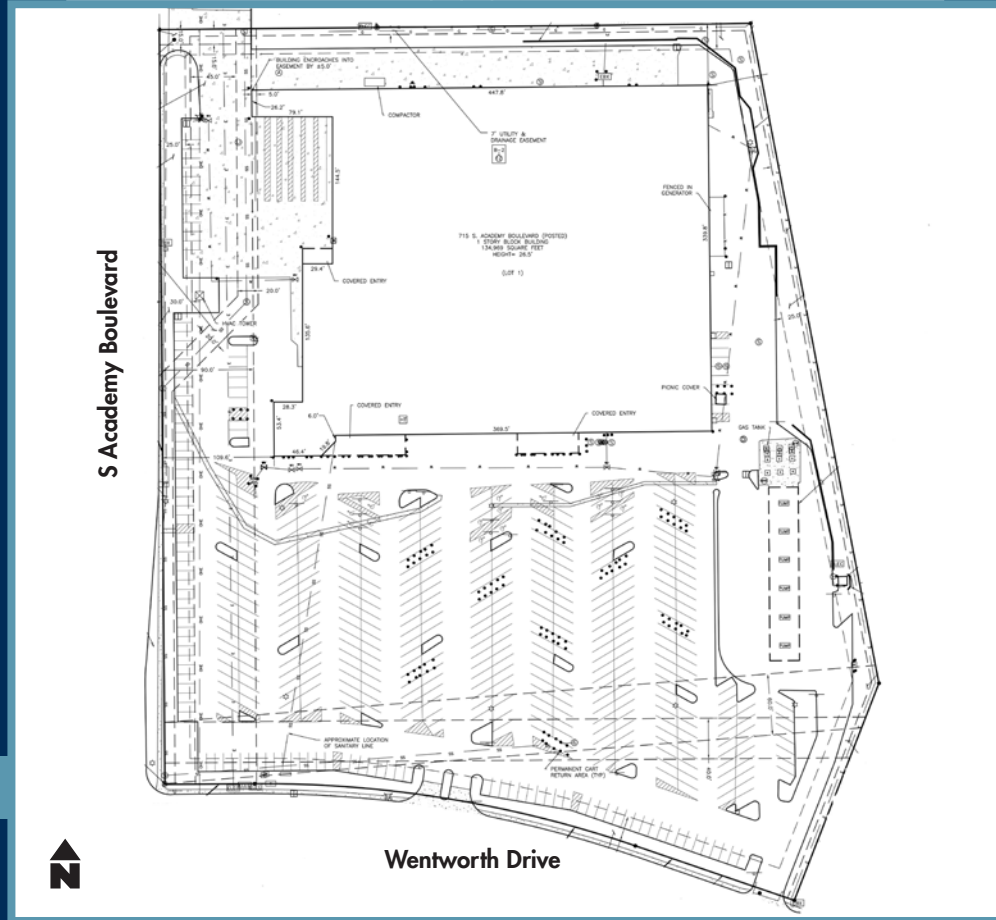 BUILDING ENCROACHES INTO
EASEMENT BY ±5.0'
447.8'
45.0'
5.0'
26.2'
79.1'
COMPACTOR
7' UTILITY &
DRAINAGE EASEMENT
25.0'
144.5'
FENCED IN
GENERATOR
339.8'
715 S. ACADEMY BOULEVARD (POSTED)
1 STORY BLOCK BUILDING
134,969 SQUARE FEET
HEIGHT= 26.5'
(LOT 1)
29.4'
COVERED ENTRY
20.0'
20.0'
HVAC TOWER
25.0'
135.6'
90.0'
PICNIC COVER
28.3'
COVERED ENTRY
COVERED ENTRY
6.0'
53.4'
369.5'
GAS TANK
109.6'
48.4'
S Academy Boulevard
APPROXIMATE LOCATION
OF SANITARY LINE
PERMANENT CART
RETURN AREA (TYP)
N
Wentworth Drive